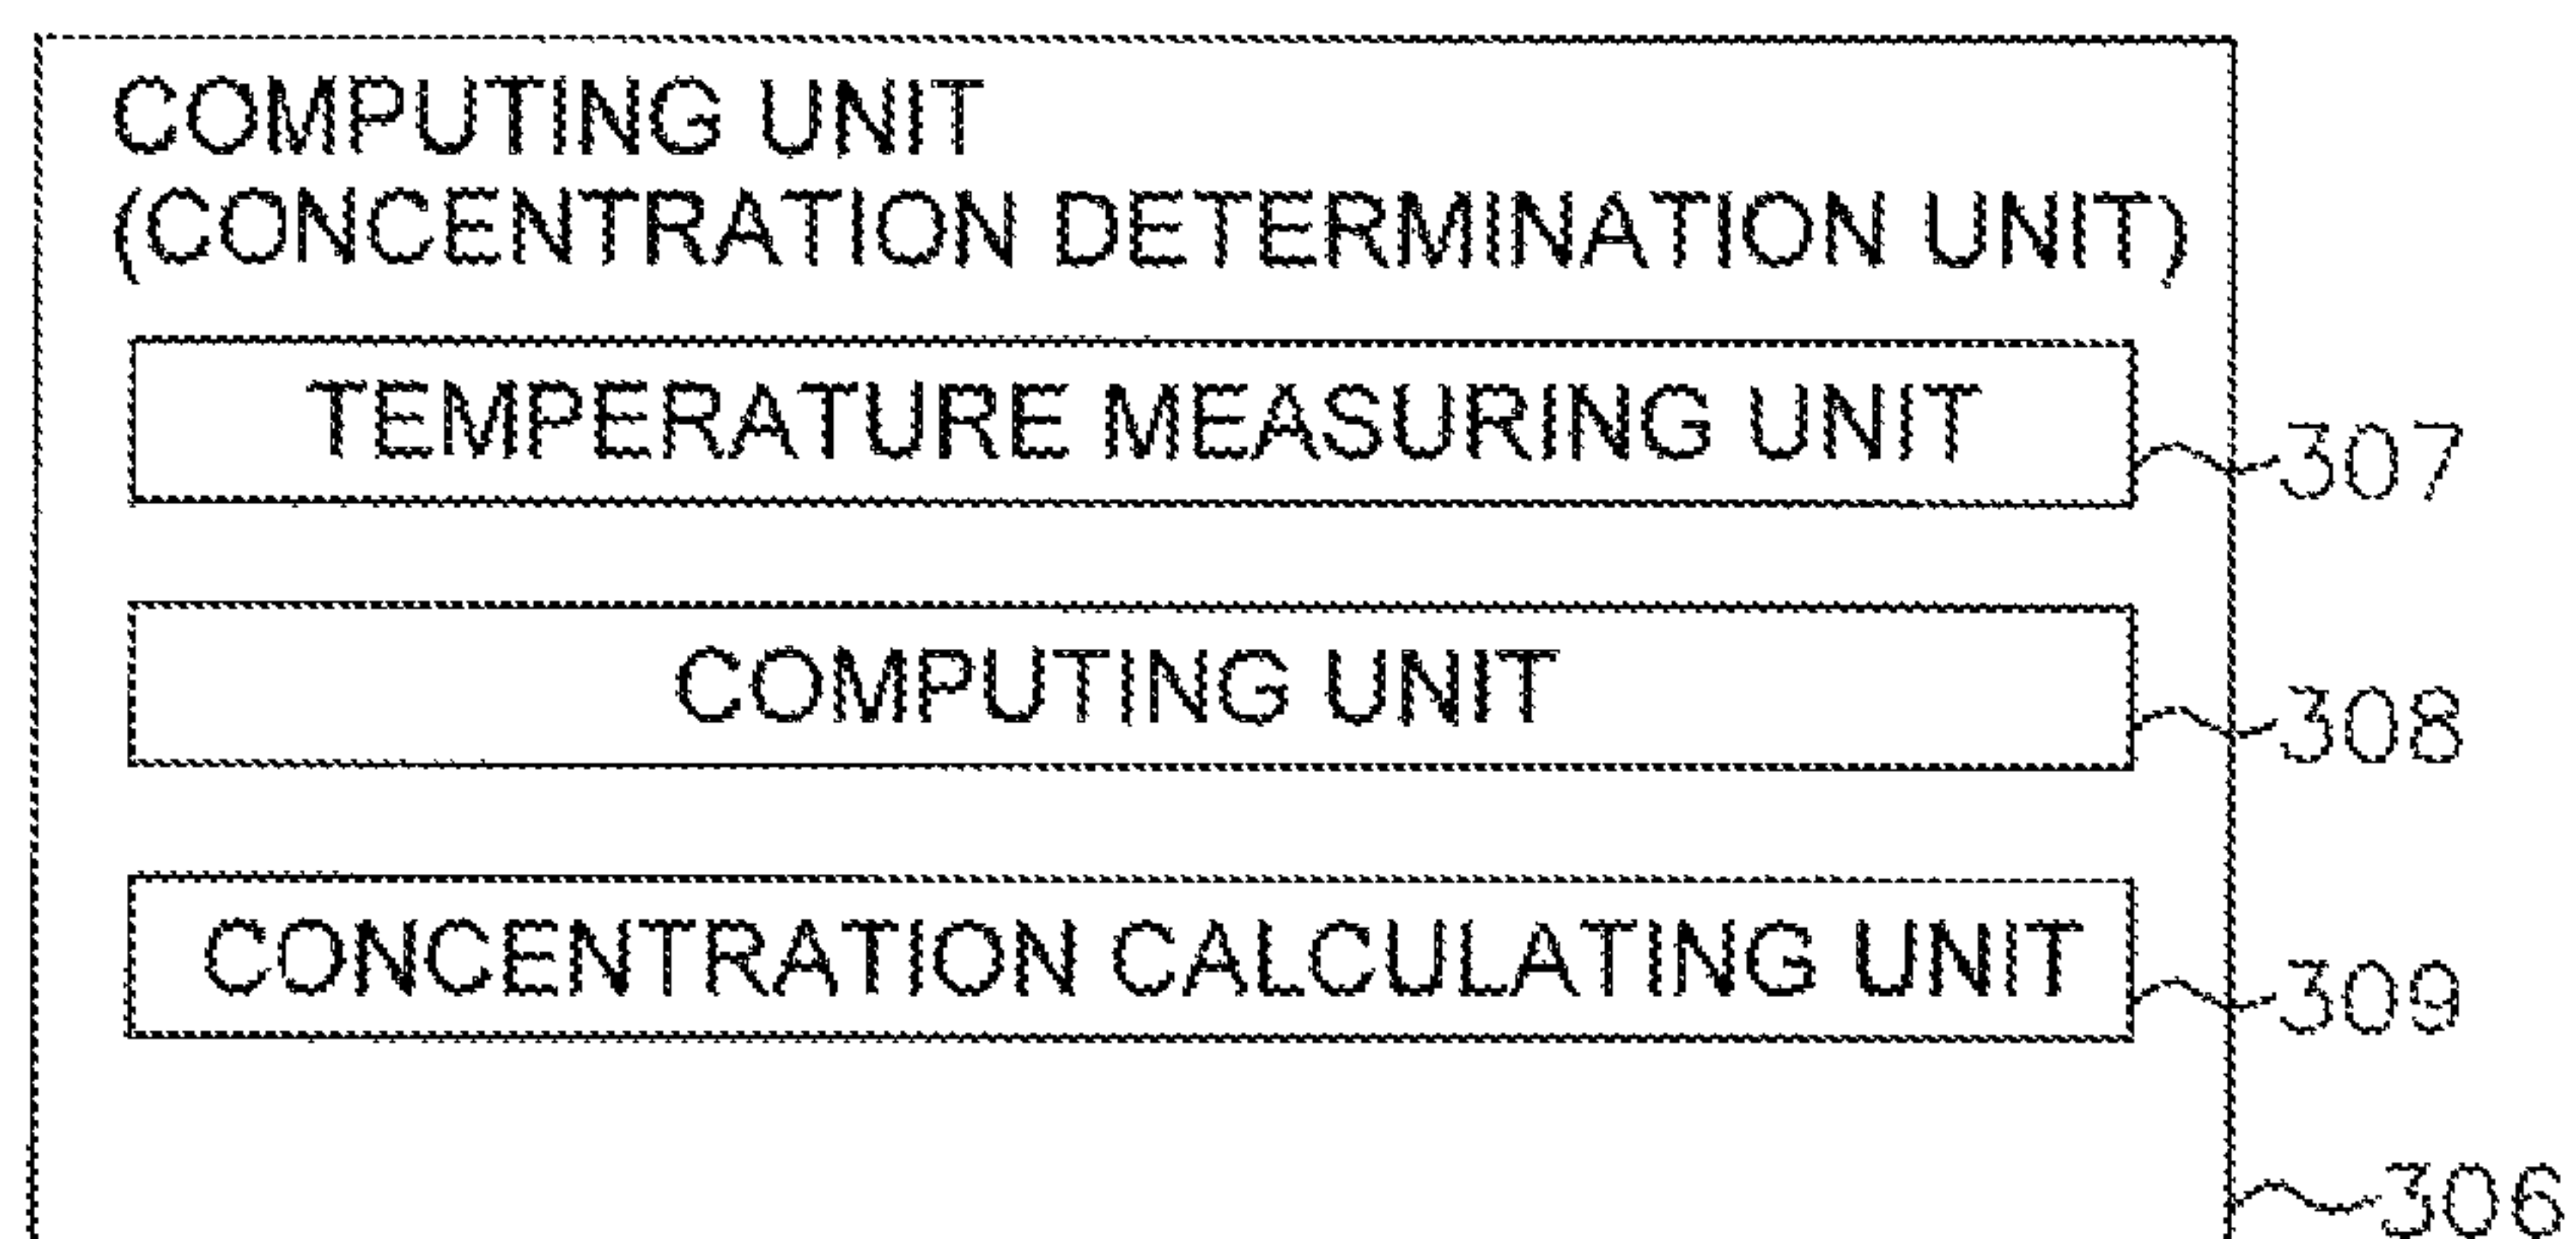 COMPUTING UNIT
(CONCENTRATION DETERMINATION UNIT)
TEMPERATURE MEASURING UNIT
307
COMPUTING UNIT
308
CONCENTRATION CALCULATING UNIT
309
306